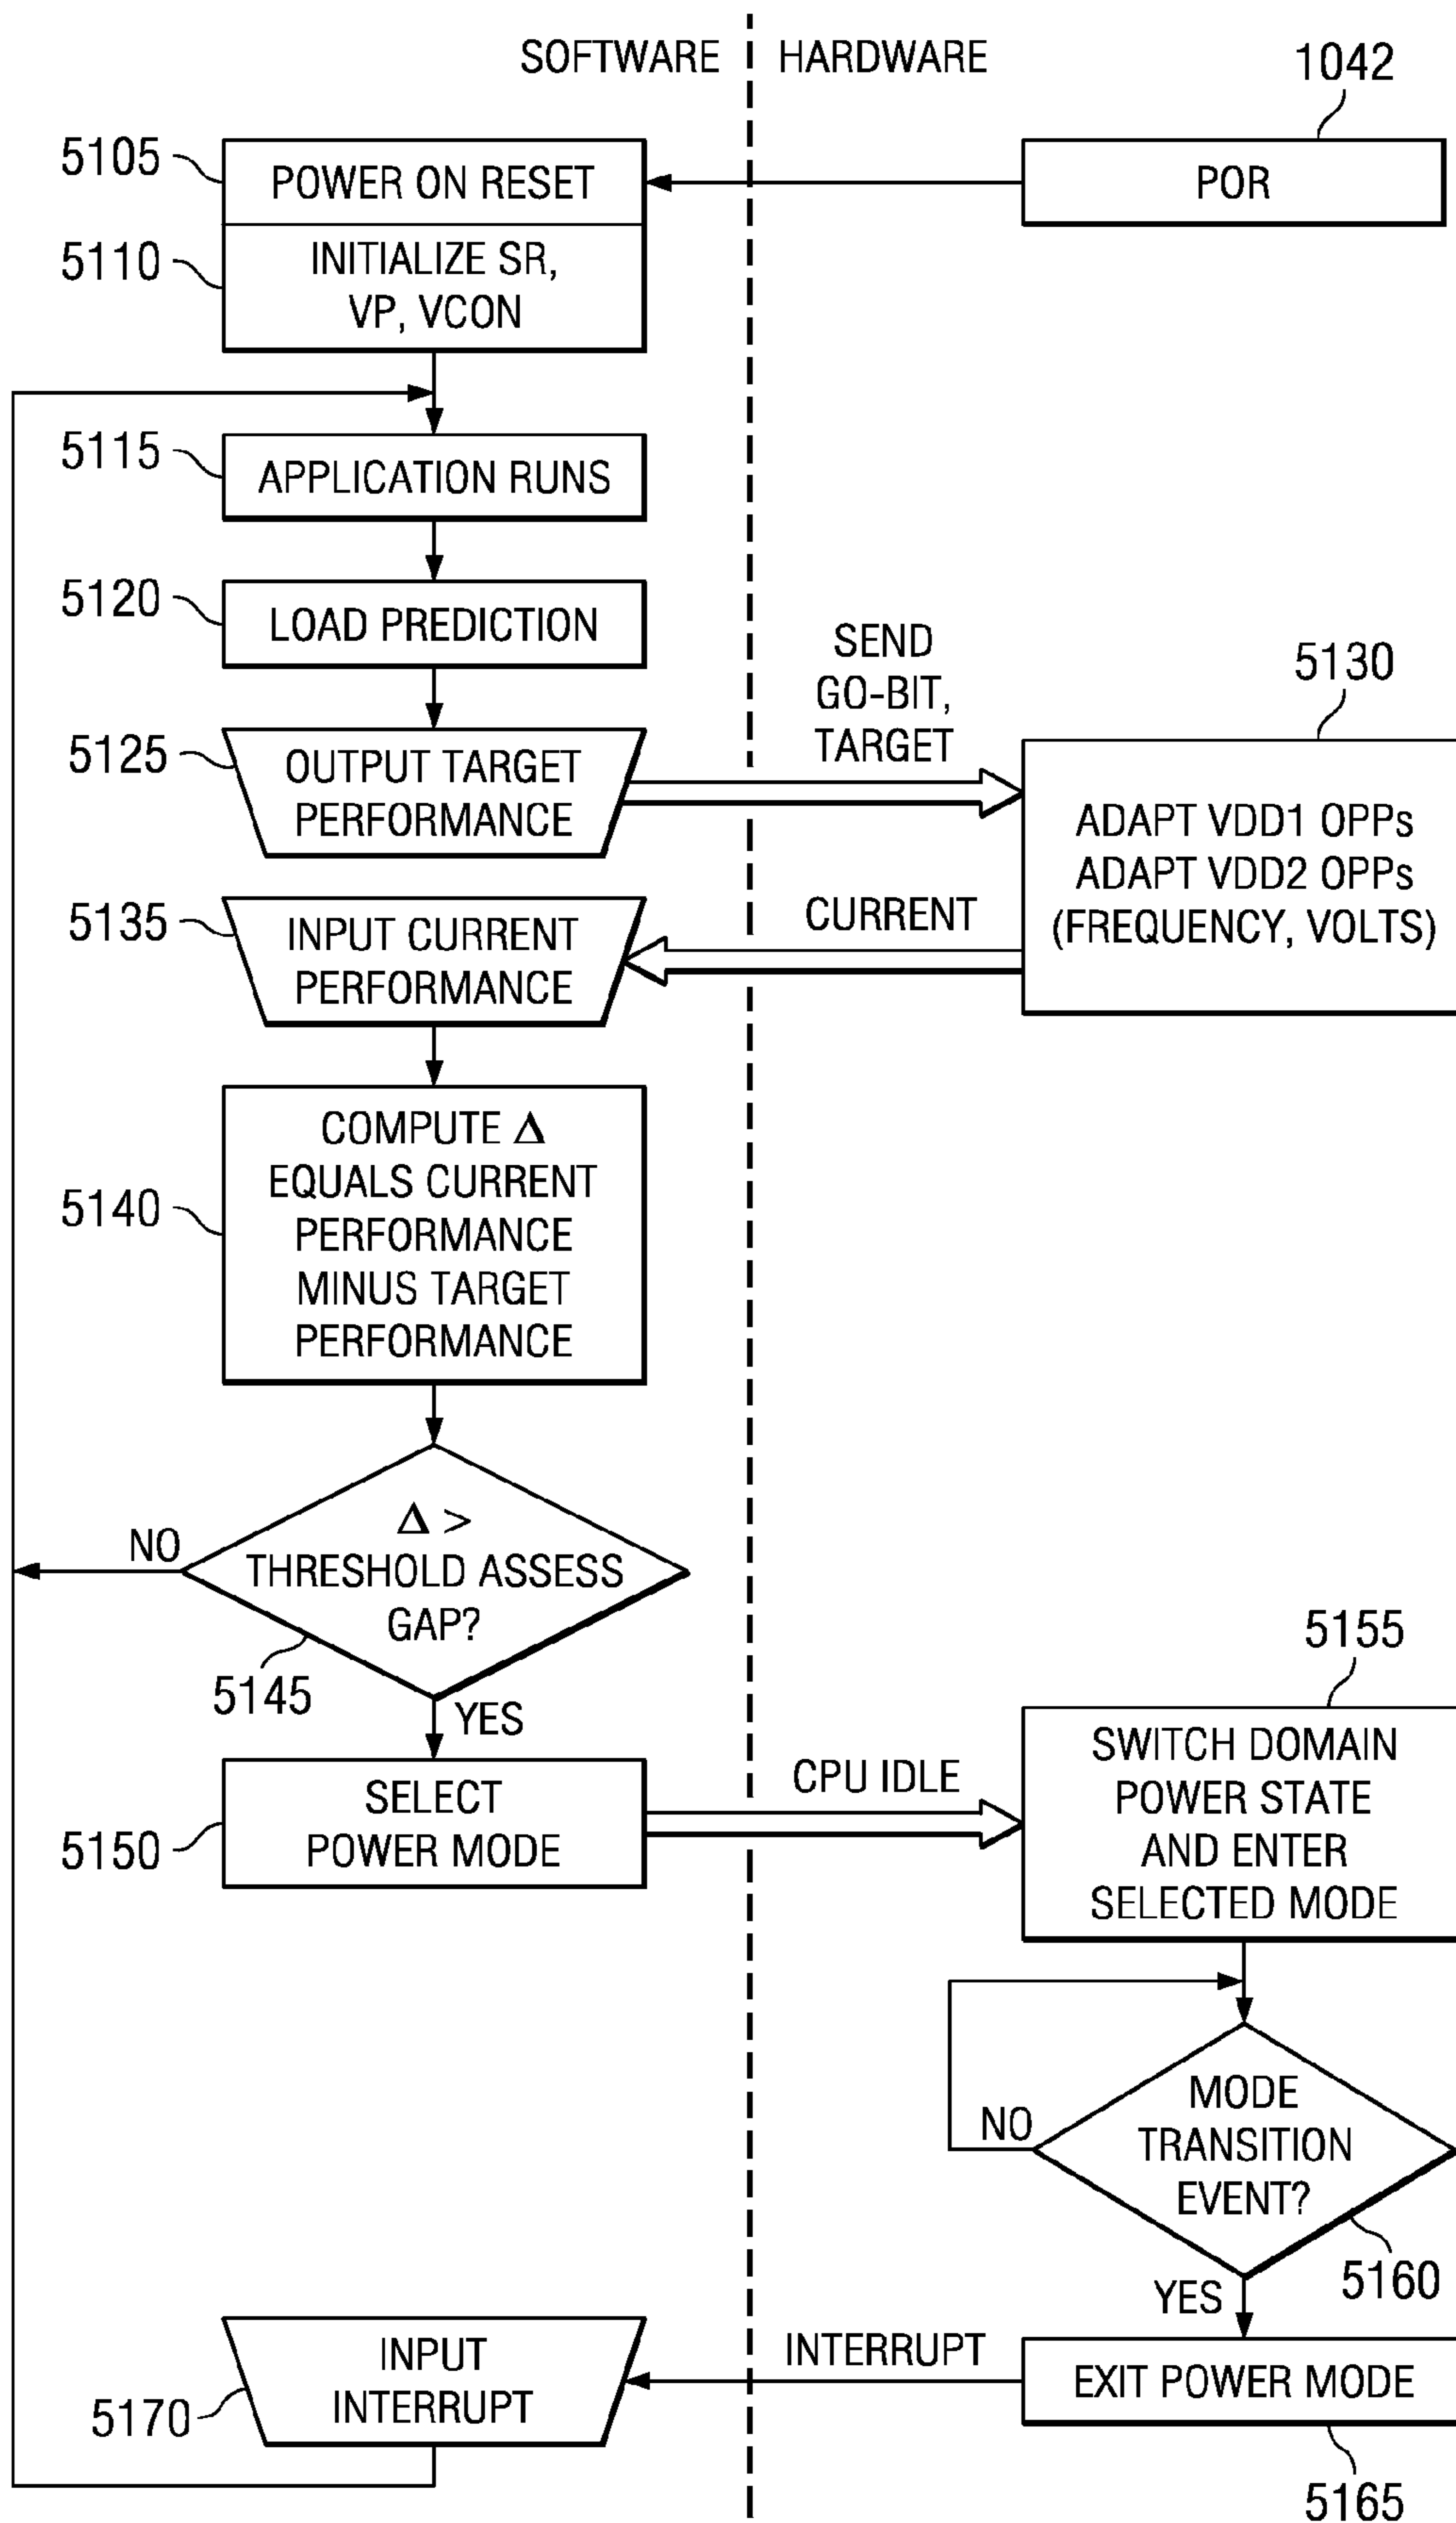 SOFTWARE
HARDWARE
1042
5105
POWER ON RESET
POR
5110
INITIALIZE SR,
VP, VCON
5115
APPLICATION RUNS
5120
LOAD PREDICTION
SEND
GO-BIT,
TARGET
5130
5125
OUTPUT TARGET
PERFORMANCE
ADAPT VDD1 OPPs
ADAPT VDD2 OPPs
(FREQUENCY, VOLTS)
5135
INPUT CURRENT
PERFORMANCE
CURRENT
5140
COMPUTE Δ
EQUALS CURRENT
PERFORMANCE
MINUS TARGET
PERFORMANCE
NO
Δ >
THRESHOLD ASSESS
GAP?
5145
YES
5155
5150
SELECT
POWER MODE
CPU IDLE
SWITCH DOMAIN
POWER STATE
AND ENTER
SELECTED MODE
NO
MODE
TRANSITION
EVENT?
5160
YES
INTERRUPT
EXIT POWER MODE
5165
5170
INPUT
INTERRUPT